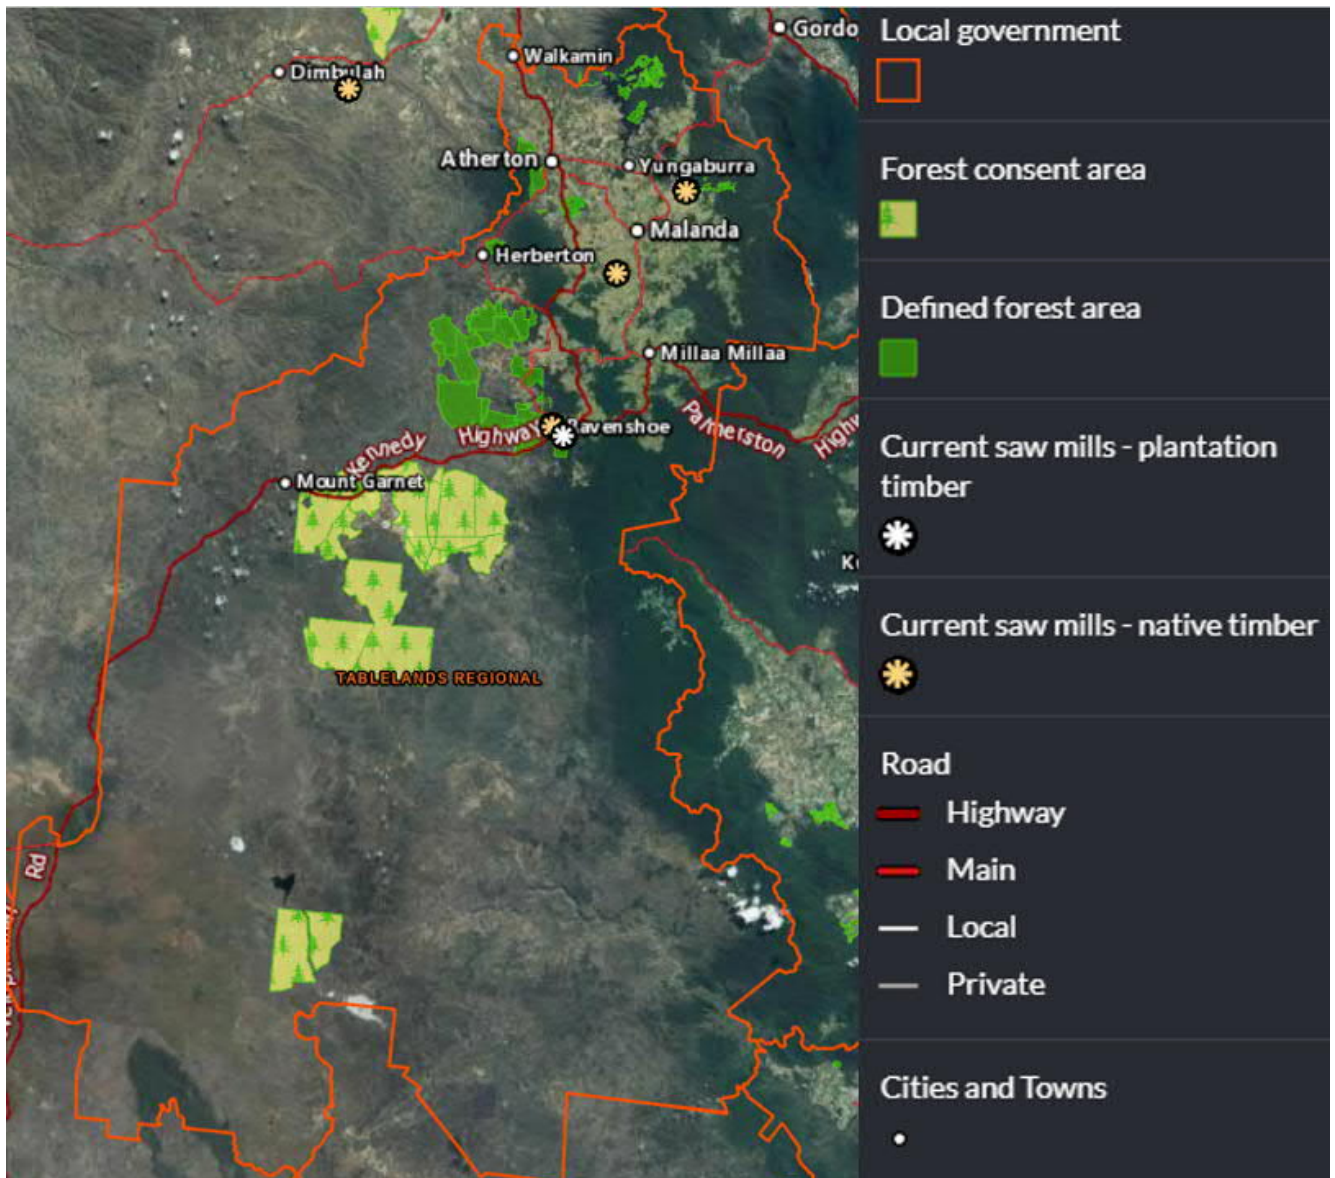 Gordo
Walkamin
Dimbulah
Atherton
Yungaburra
Malanda
Herberton
Millaa Millaa
Palmerston
Highw
Highway
Ravenshoe
Kennedy
Mount Garnet
TABLELANDS REGIONAL
Rd
Local government
Forest consent area
Defined forest area
Current saw mills - plantation
timber
Current saw mills - native timber
Road
Highway
Main
Local
Private
Cities and Towns